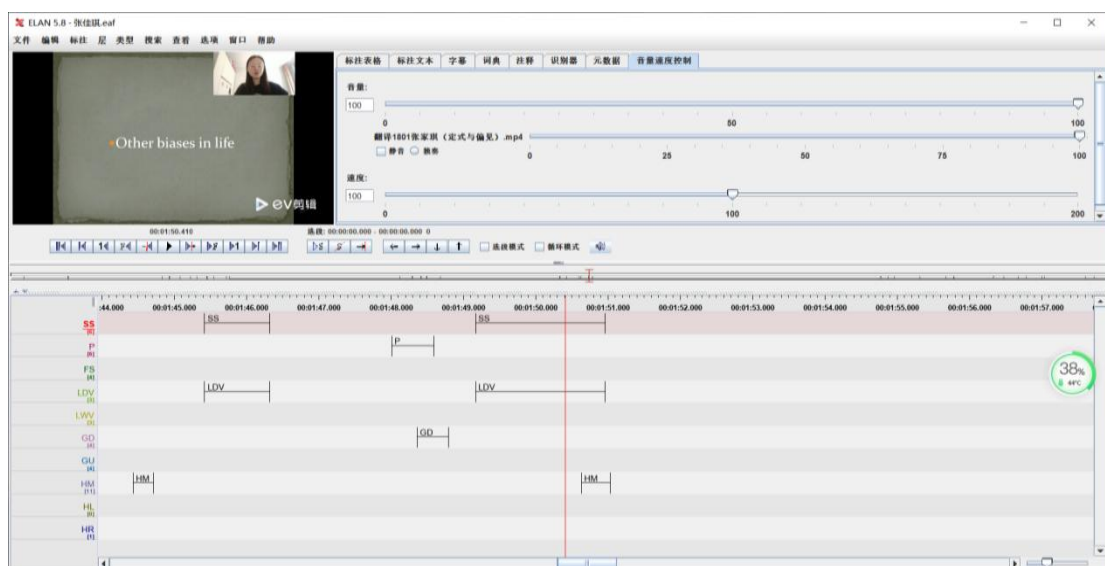 ELAN 5.8 - 张佳琪.eaf
文件 编辑 标注 层 类型 搜索 查看 选项 窗口 帮助
标注表格 标注文本 字幕 词典 注释 识别器 元数据 音量速度控制
Other biases in life
eV剪辑
音量:
100
0 50 100
翻译1801张家琪（定式与偏见）.mp4
静音 独奏
0 25 50 75 100
速度:
100
0 100 200
00:01:50.410
选段: 00:00:00.000 - 00:00:00.000 0
选段模式 循环模式
:44.000 00:01:45.000 00:01:46.000 00:01:47.000 00:01:48.000 00:01:49.000 00:01:50.000 00:01:51.000 00:01:52.000 00:01:53.000 00:01:54.000 00:01:55.000 00:01:56.000 00:01:57.000
SS SS SS
P P
FS
LDV LDV LDV
LWV
GD GD
GU
HM HM HM
[11]
HL
HR
38%
44°C